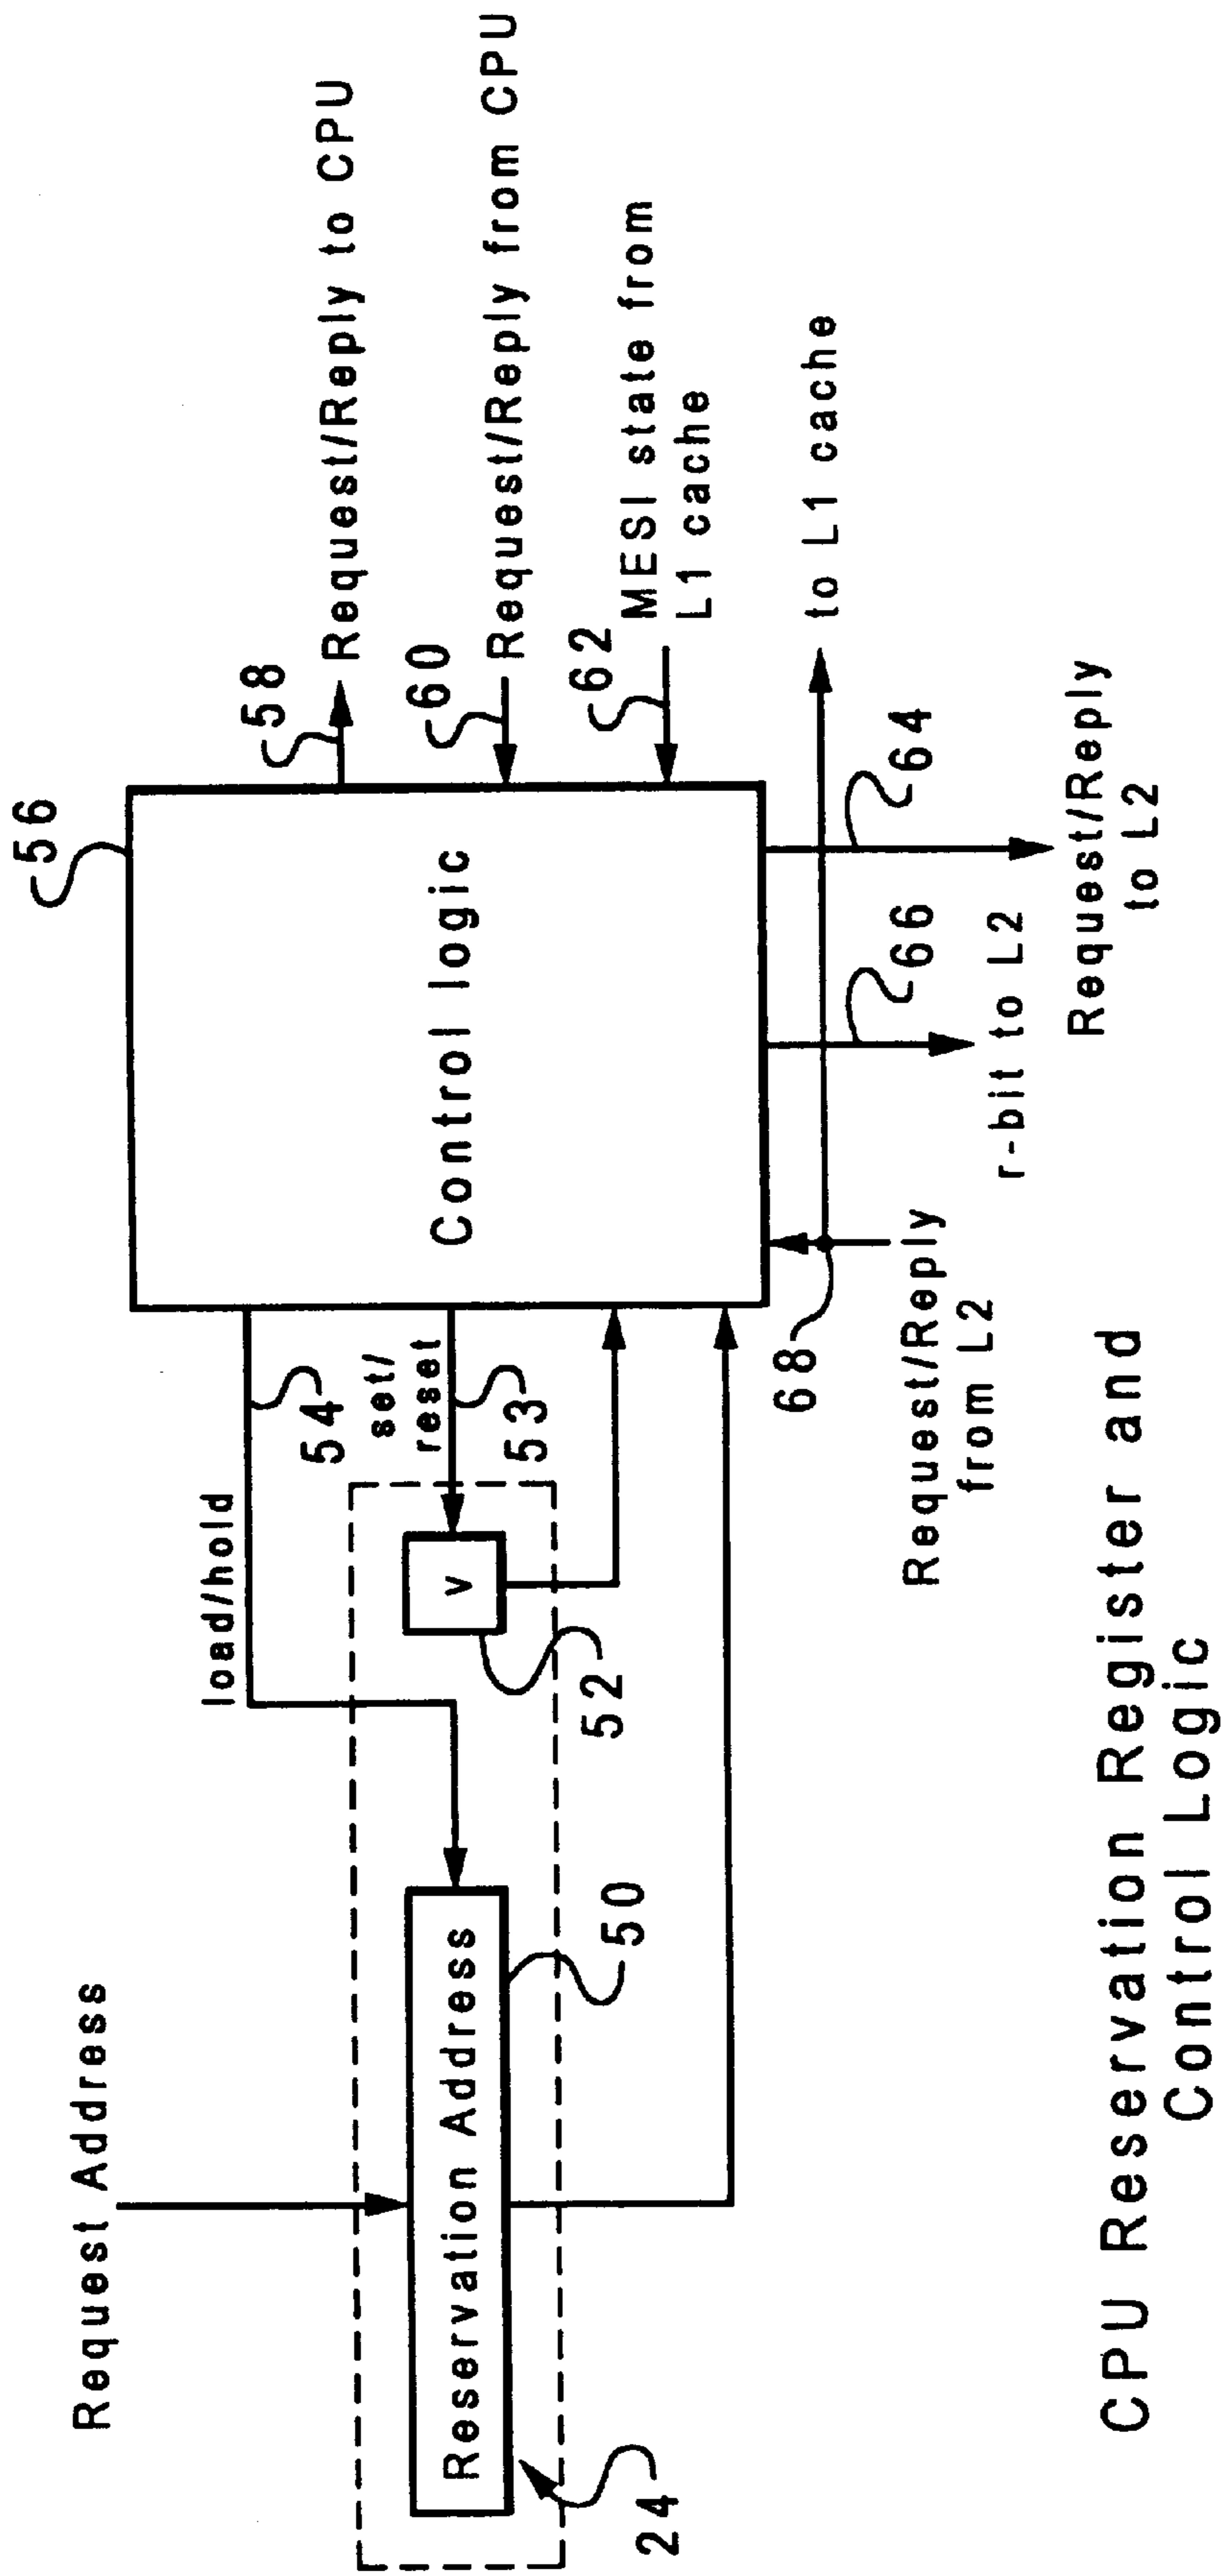 Request Address
load/hold
54
set/
reset
53
56
58
Request/Reply to CPU
60
Request/Reply from CPU
62
MESI state from
L1 cache
Control logic
Reservation Address
v
50
52
24
68
to L1 cache
64
66
Request/Reply
from L2
r-bit to L2
Request/Reply
to L2
CPU Reservation Register and
Control Logic